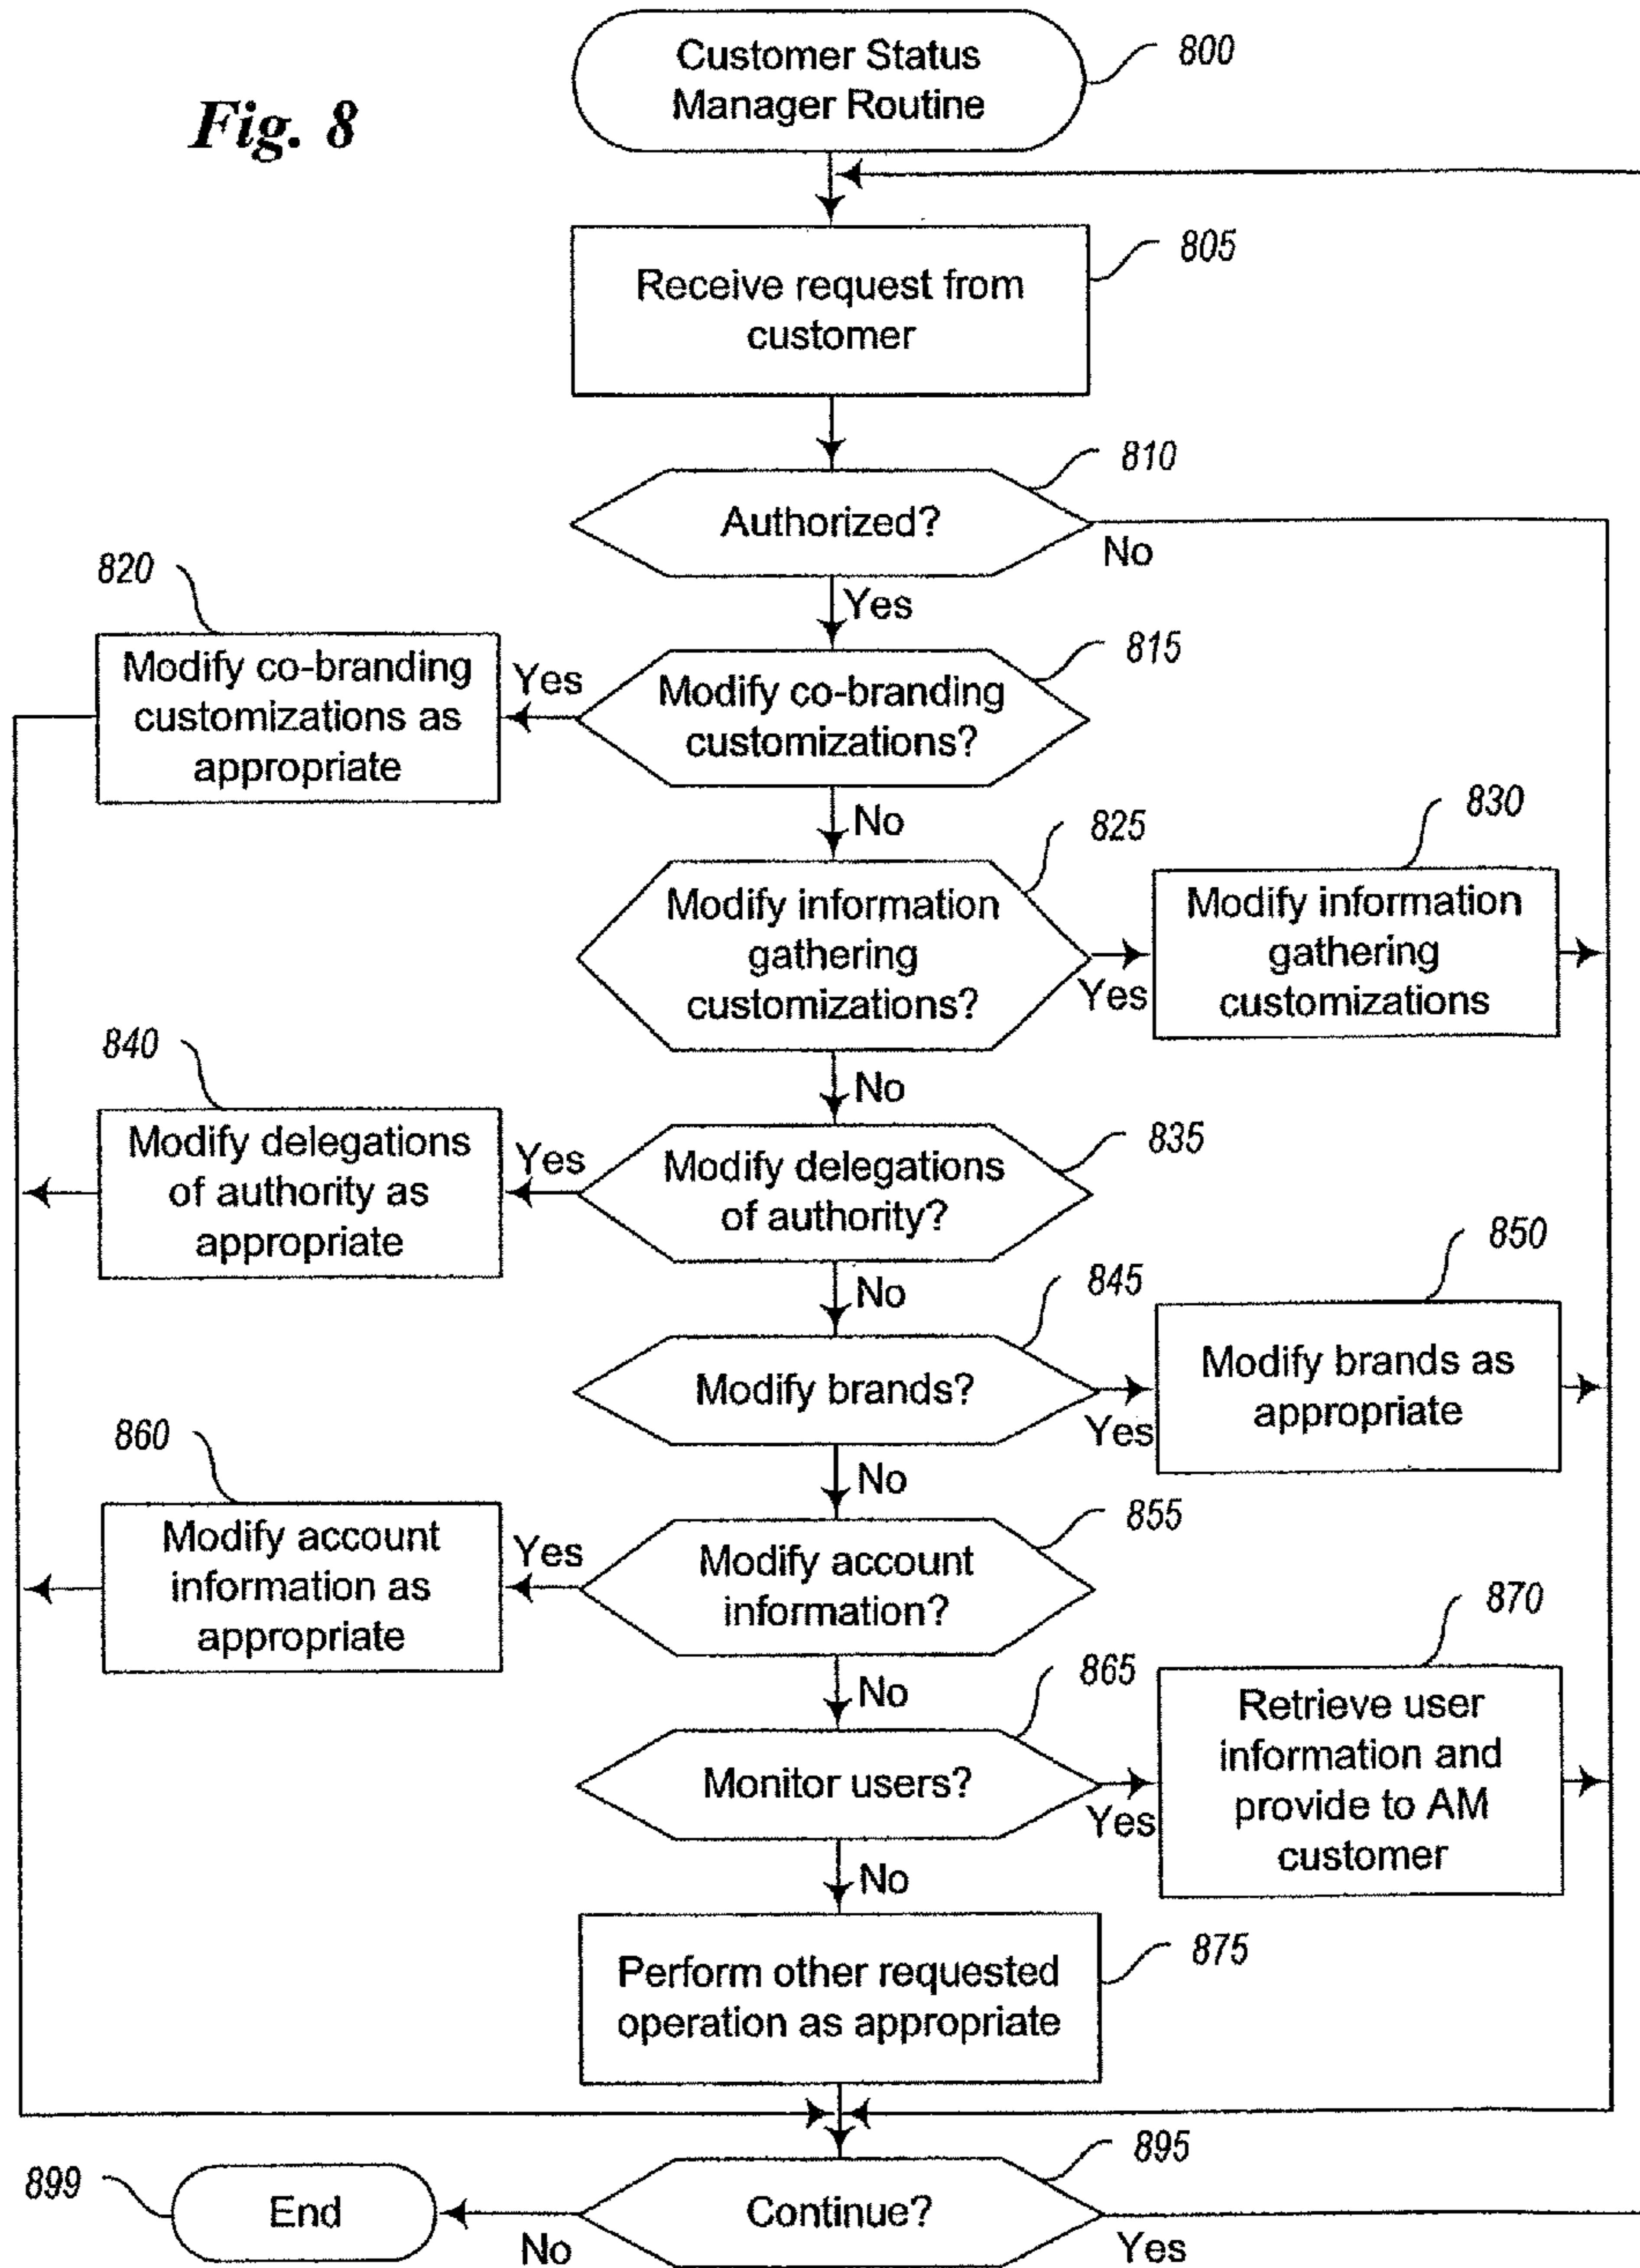 Fig. 8
Customer Status
Manager Routine
800
Receive request from
customer
805
Authorized?
810
No
Yes
820
Modify co-branding
customizations as
appropriate
Yes
Modify co-branding
customizations?
815
No
Modify information
gathering
customizations?
825
Yes
Modify information
gathering
customizations
830
No
840
Modify delegations
of authority as
appropriate
Yes
Modify delegations
of authority?
835
No
Modify brands?
845
Yes
Modify brands as
appropriate
850
No
860
Modify account
information as
appropriate
Yes
Modify account
information?
855
No
Monitor users?
865
Yes
Retrieve user
information and
provide to AM
customer
870
No
Perform other requested
operation as appropriate
875
899
End
No
Continue?
895
Yes